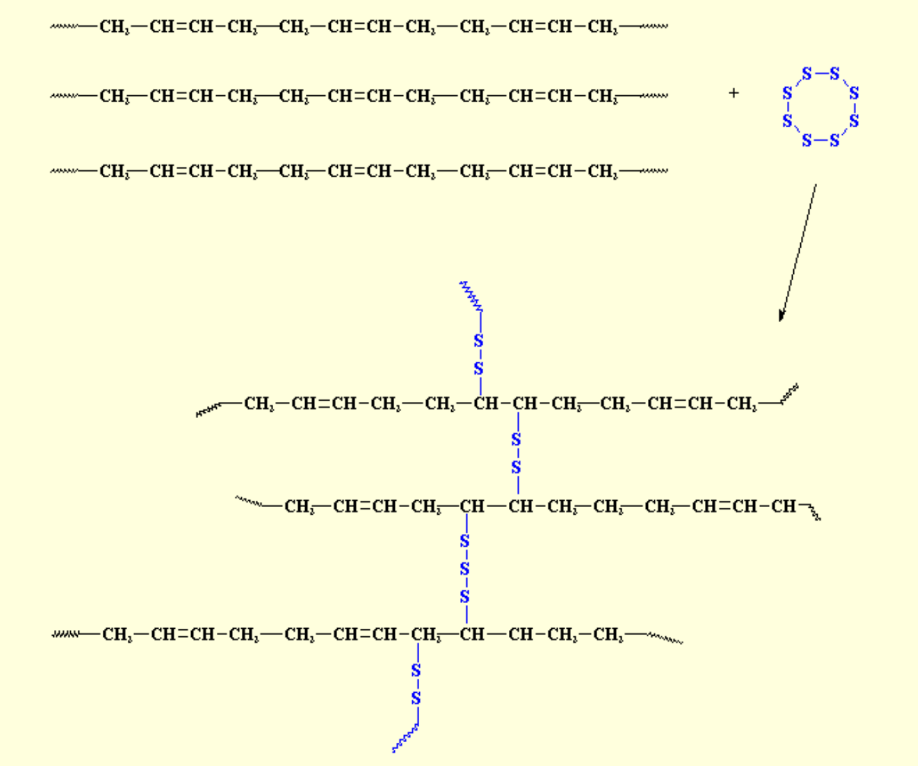 CH₂—CH=CH—CH₂—CH₂—CH=CH—CH₂—CH₂—CH=CH—CH₂
S—S
CH₂—CH=CH—CH₂—CH₂—CH=CH—CH₂—CH₂—CH=CH—CH₂ + S S
S S
S—S
CH₂—CH=CH—CH₂—CH₂—CH=CH—CH₂—CH₂—CH=CH—CH₂
S
S
CH₂—CH=CH—CH₂—CH₂—CH—CH—CH₂—CH₂—CH=CH—CH₂
S
S
CH₂—CH=CH—CH₂—CH—CH—CH₂—CH₂—CH₂—CH=CH—CH
S
S
S
CH₂—CH=CH—CH₂—CH₂—CH=CH—CH₂—CH—CH—CH₂—CH₂
S
S